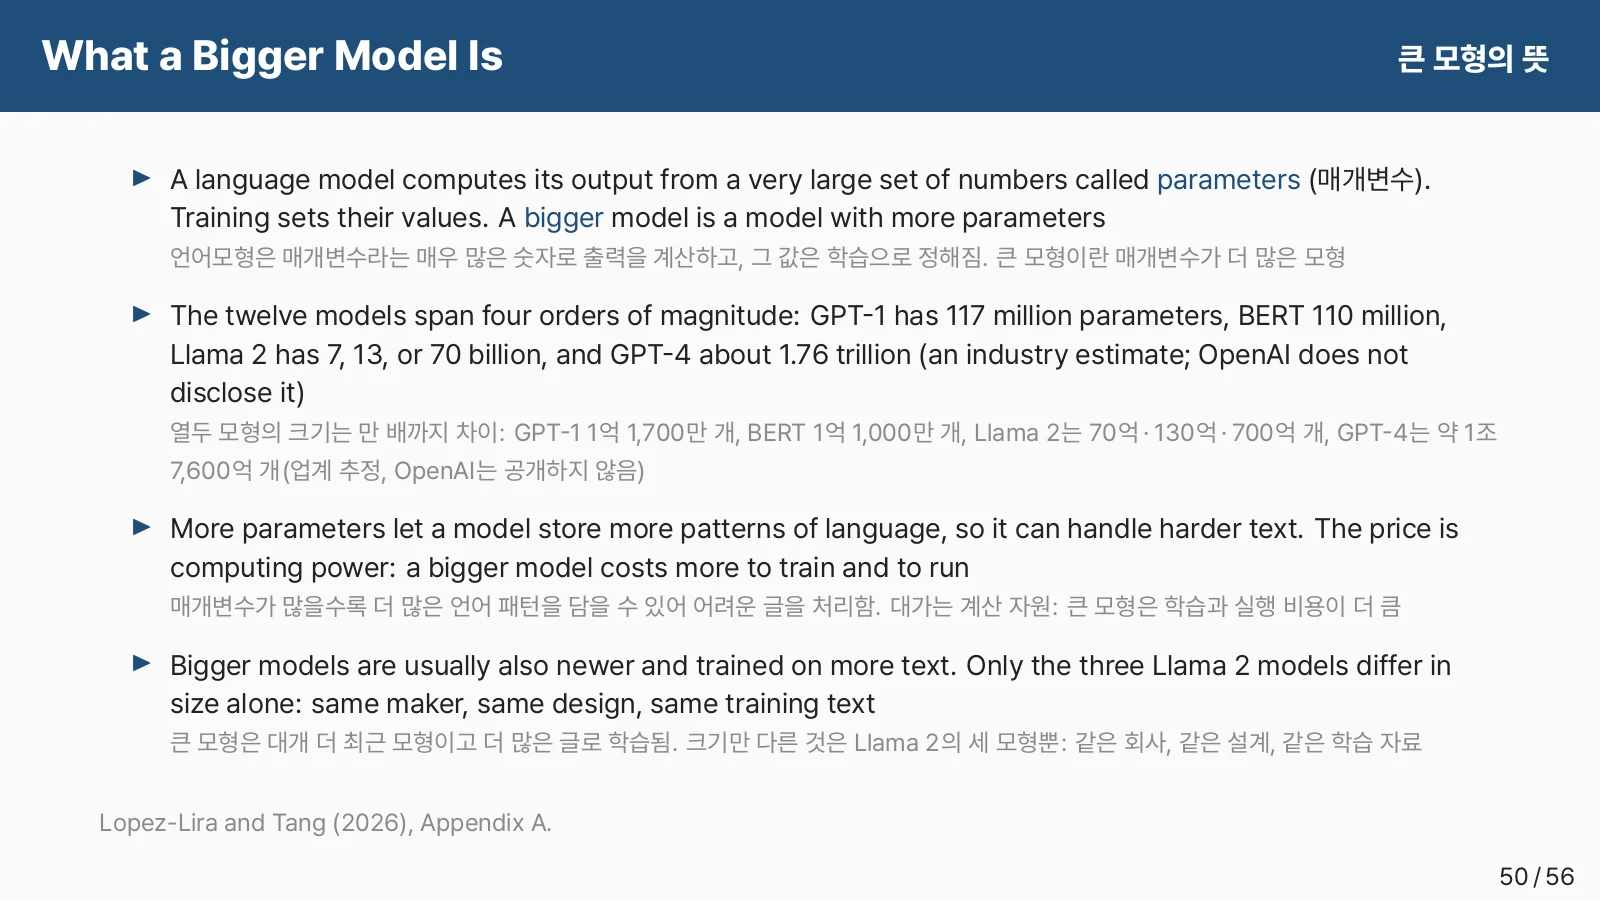 What a Bigger Model Is
큰 모형의 뜻
A language model computes its output from a very large set of numbers called parameters (매개변수).
Training sets their values. A bigger model is a model with more parameters
언어모형은 매개변수라는 매우 많은 숫자로 출력을 계산하고, 그 값은 학습으로 정해짐. 큰 모형이란 매개변수가 더 많은 모형
The twelve models span four orders of magnitude: GPT-1 has 117 million parameters, BERT 110 million,
Llama 2 has 7, 13, or 70 billion, and GPT-4 about 1.76 trillion (an industry estimate; OpenAI does not
disclose it)
열두 모형의 크기는 만 배까지 차이: GPT-1 1억 1,700만 개, BERT 1억 1,000만 개, Llama 2는 70억·130억·700억 개, GPT-4는 약 1조
7,600억 개(업계 추정, OpenAI는 공개하지 않음)
More parameters let a model store more patterns of language, so it can handle harder text. The price is
computing power: a bigger model costs more to train and to run
매개변수가 많을수록 더 많은 언어 패턴을 담을 수 있어 어려운 글을 처리함. 대가는 계산 자원: 큰 모형은 학습과 실행 비용이 더 큼
Bigger models are usually also newer and trained on more text. Only the three Llama 2 models differ in
size alone: same maker, same design, same training text
큰 모형은 대개 더 최근 모형이고 더 많은 글로 학습됨. 크기만 다른 것은 Llama 2의 세 모형뿐: 같은 회사, 같은 설계, 같은 학습 자료
Lopez-Lira and Tang (2026), Appendix A.
50 / 56